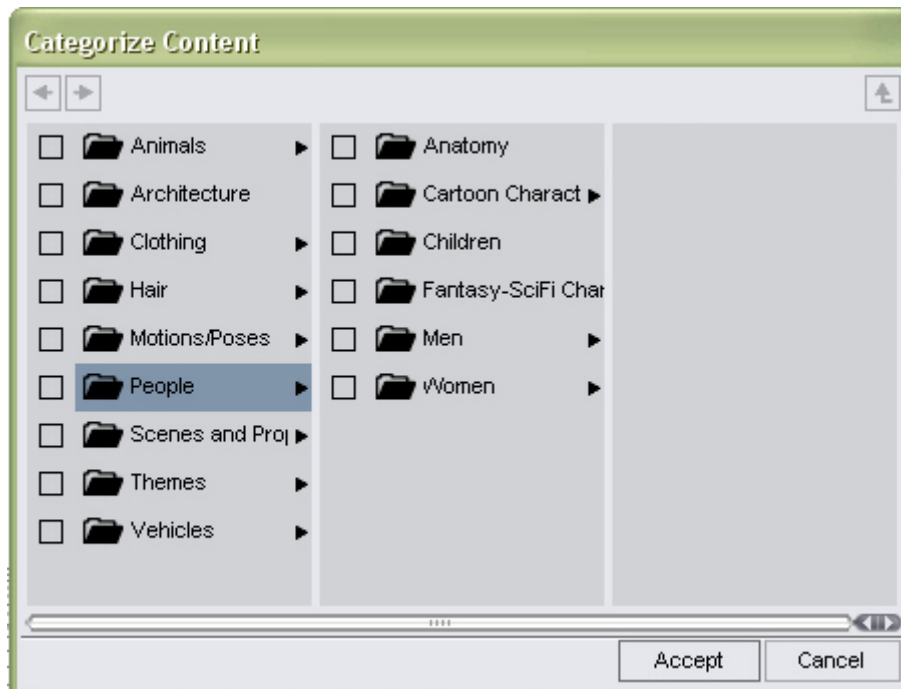 Categorize Content
Animals
Architecture
Clothing
Hair
Motions/Poses
People
Scenes and Proj
Themes
Vehicles
Anatomy
Cartoon Charact
Children
Fantasy-SciFi Char
Men
Women
Accept
Cancel